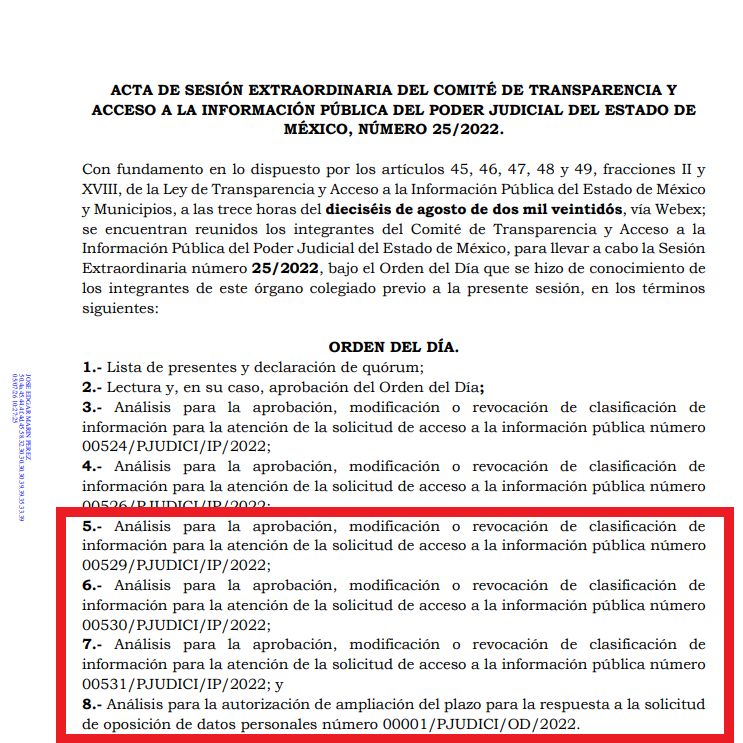 ACTA DE SESIÓN EXTRAORDINARIA DEL COMITÉ DE TRANSPARENCIA Y
ACCESO A LA INFORMACIÓN PÚBLICA DEL PODER JUDICIAL DEL ESTADO DE
MÉXICO, NÚMERO 25/2022.
Con fundamento en lo dispuesto por los artículos 45, 46, 47, 48 y 49, fracciones II y
XVIII, de la Ley de Transparencia y Acceso a la Información Pública del Estado de México
y Municipios, a las trece horas del dieciséis de agosto de dos mil veintidós, vía Webex;
se encuentran reunidos los integrantes del Comité de Transparencia y Acceso a la
Información Pública del Poder Judicial del Estado de México, para llevar a cabo la Sesión
Extraordinaria número 25/2022, bajo el Orden del Día que se hizo de conocimiento de
los integrantes de este órgano colegiado previo a la presente sesión, en los términos
siguientes:
ORDEN DEL DÍA.
1.- Lista de presentes y declaración de quórum;
2.- Lectura y, en su caso, aprobación del Orden del Día;
3.- Análisis para la aprobación, modificación o revocación de clasificación de
información para la atención de la solicitud de acceso a la información pública número
00524/PJUDICI/IP/2022;
4.- Análisis para la aprobación, modificación o revocación de clasificación de
información para la atención de la solicitud de acceso a la información pública número
00526/PJUDICI/IP/2022;
5.- Análisis para la aprobación, modificación o revocación de clasificación de
información para la atención de la solicitud de acceso a la información pública número
00529/PJUDICI/IP/2022;
6.- Análisis para la aprobación, modificación o revocación de clasificación de
información para la atención de la solicitud de acceso a la información pública número
00530/PJUDICI/IP/2022;
7.- Análisis para la aprobación, modificación o revocación de clasificación de
información para la atención de la solicitud de acceso a la información pública número
00531/PJUDICI/IP/2022; y
8.- Análisis para la autorización de ampliación del plazo para la respuesta a la solicitud
de oposición de datos personales número 00001/PJUDICI/OD/2022.
JOSE EDGAR MARIN PEREZ